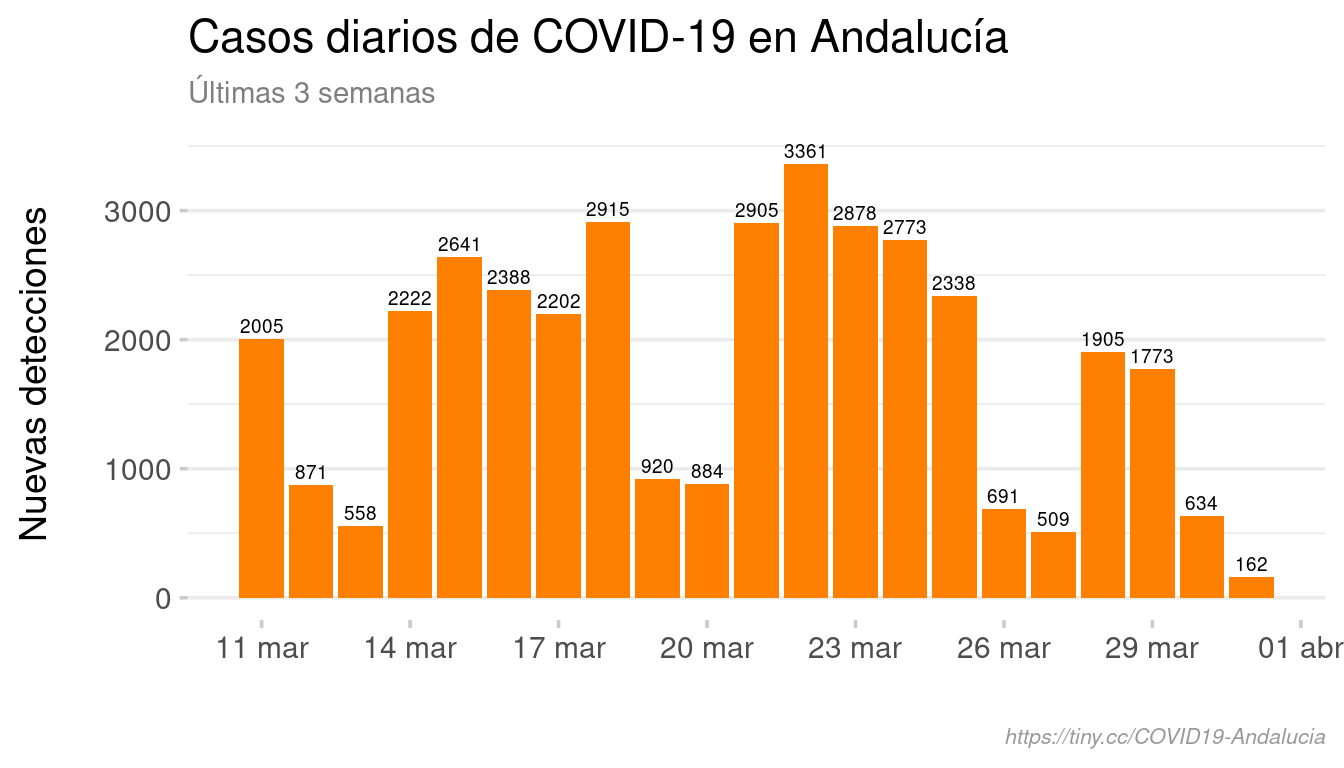 Casos diarios de COVID-19 en Andalucía
Últimas 3 semanas
Nuevas detecciones
3000
2000
1000
0
2005
871
558
2222
2641
2388
2202
2915
920
884
2905
3361
2878
2773
2338
691
509
1905
1773
634
162
11 mar
14 mar
17 mar
20 mar
23 mar
26 mar
29 mar
01 abr
https://tiny.cc/COVID19-Andalucia